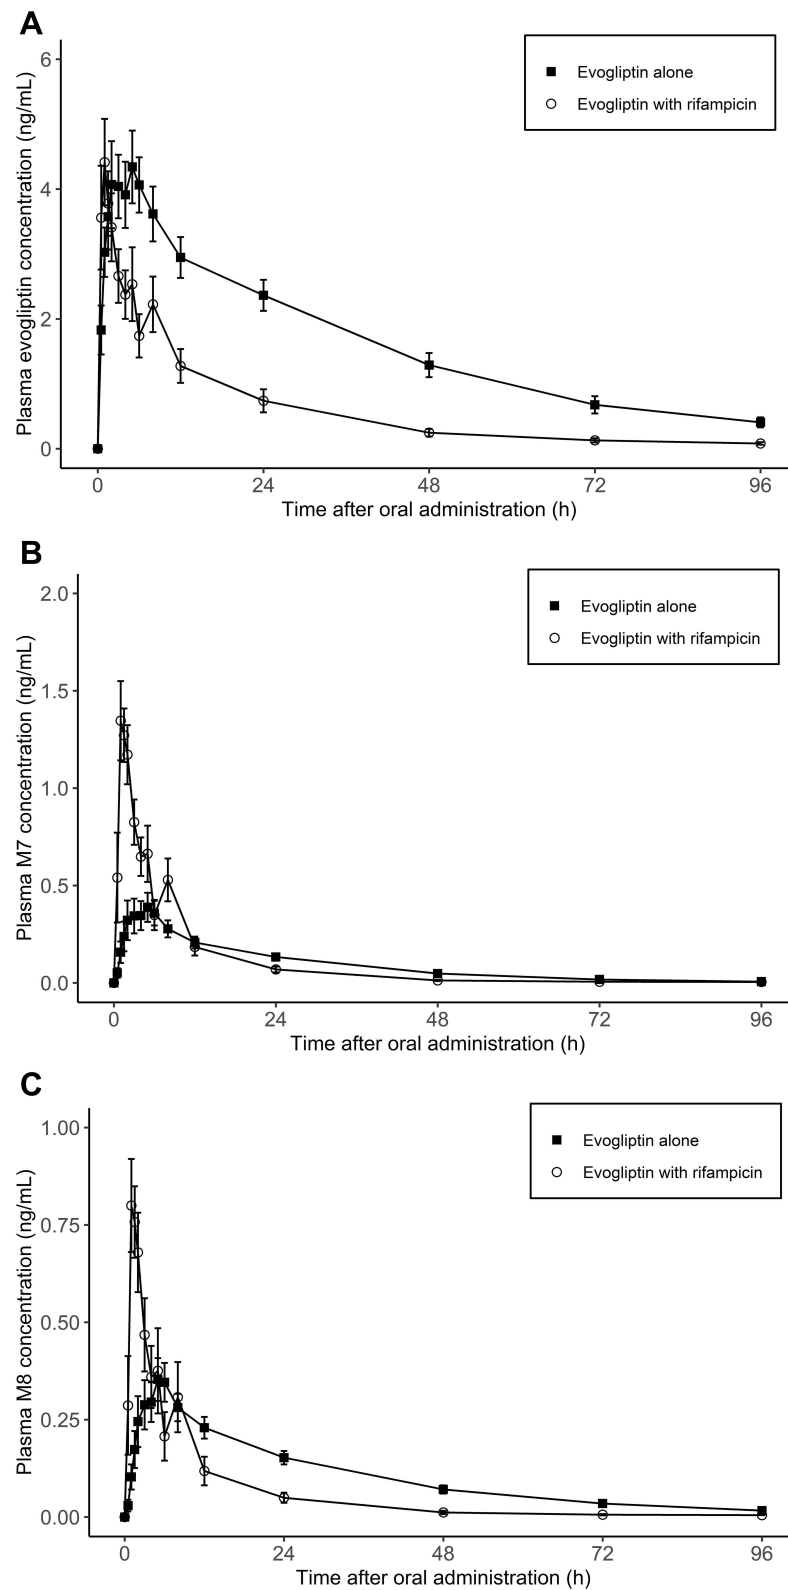 A
Plasma evogliptin concentration (ng/mL)
6
4
2
0
Evogliptin alone
Evogliptin with rifampicin
0 24 48 72 96
Time after oral administration (h)
B
Plasma M7 concentration (ng/mL)
2.0
1.5
1.0
0.5
0.0
Evogliptin alone
Evogliptin with rifampicin
0 24 48 72 96
Time after oral administration (h)
C
Plasma M8 concentration (ng/mL)
1.00
0.75
0.50
0.25
0.00
Evogliptin alone
Evogliptin with rifampicin
0 24 48 72 96
Time after oral administration (h)